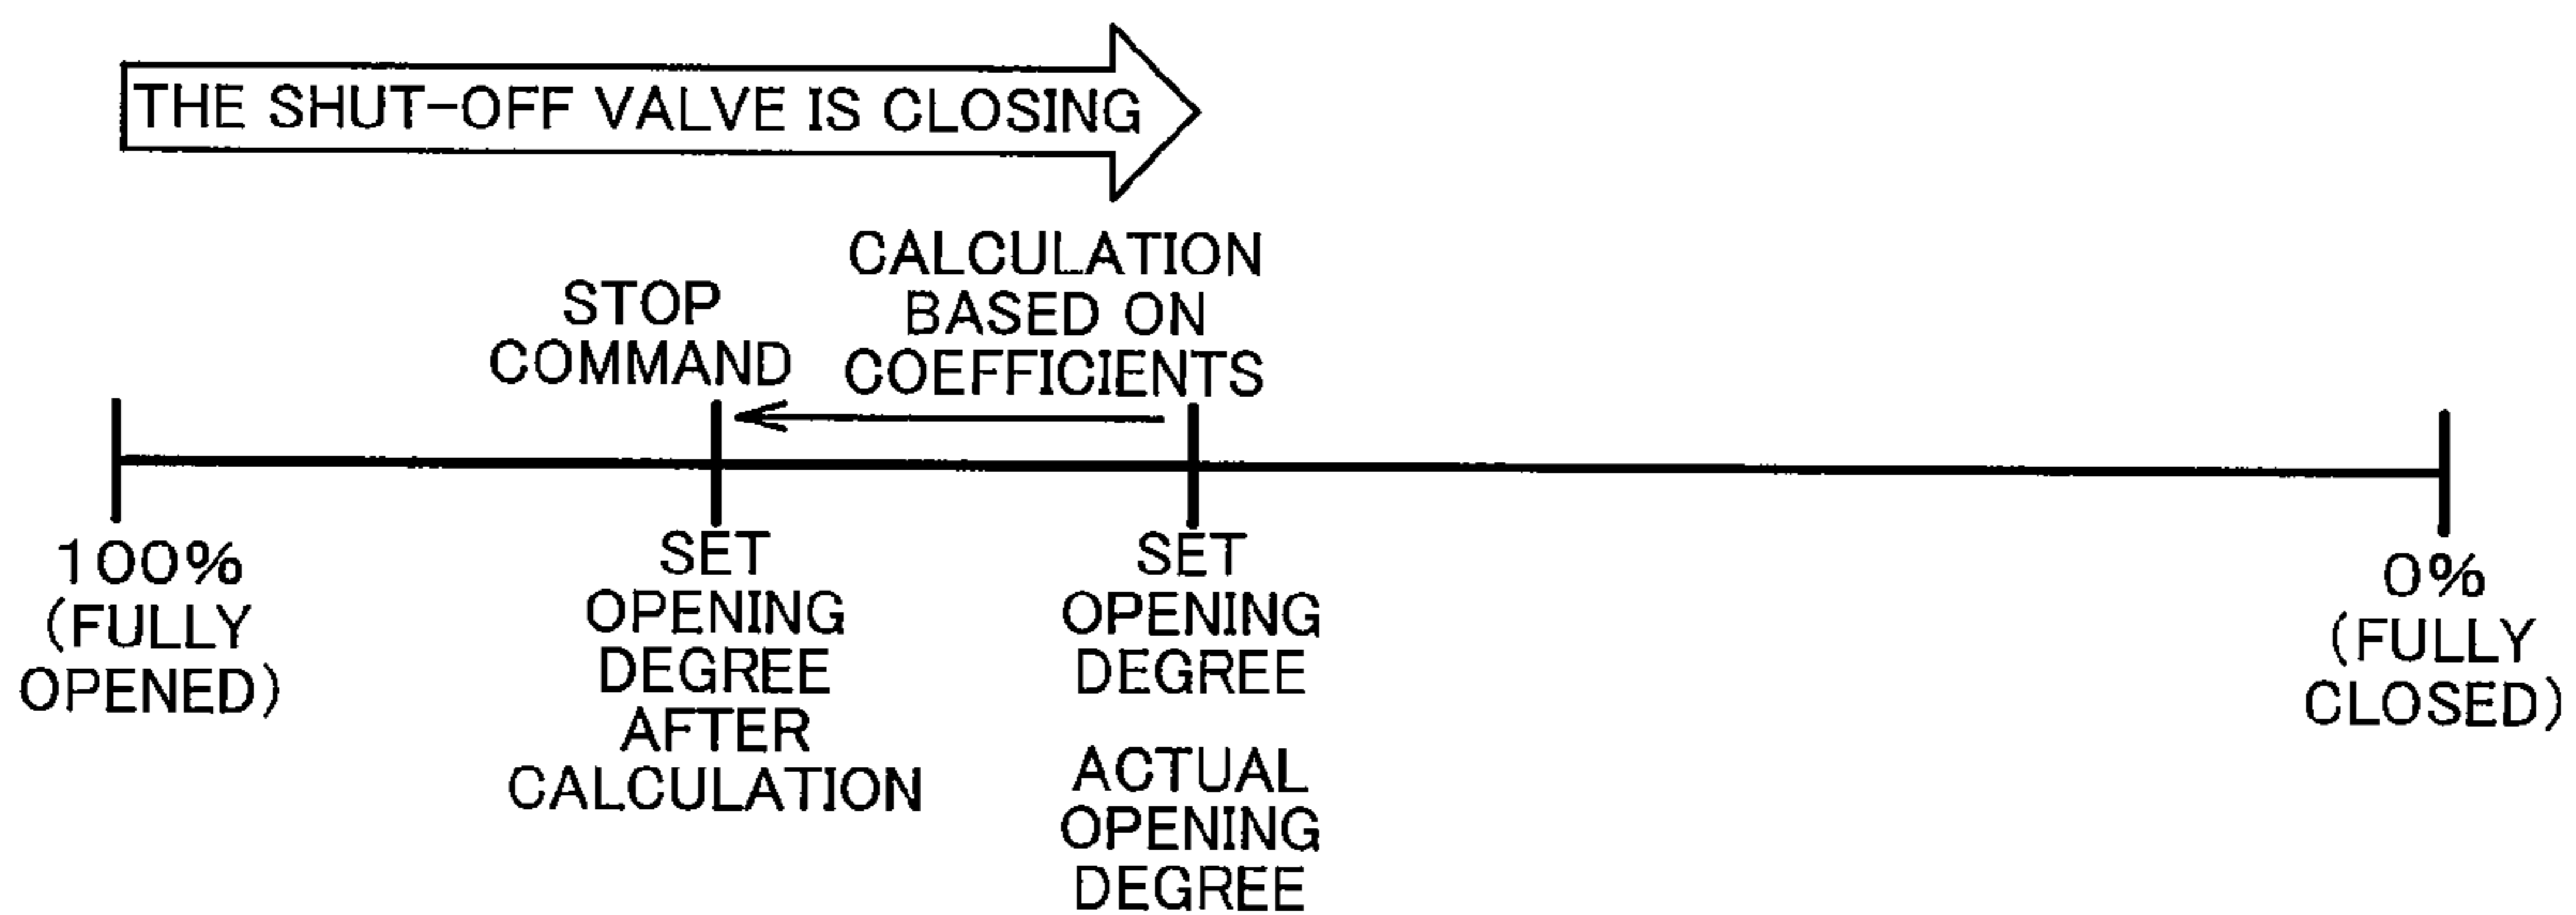 THE SHUT-OFF VALVE IS CLOSING
STOP
COMMAND
CALCULATION
BASED ON
COEFFICIENTS
100%
(FULLY
OPENED)
SET
OPENING
DEGREE
AFTER
CALCULATION
SET
OPENING
DEGREE
ACTUAL
OPENING
DEGREE
0%
(FULLY
CLOSED)